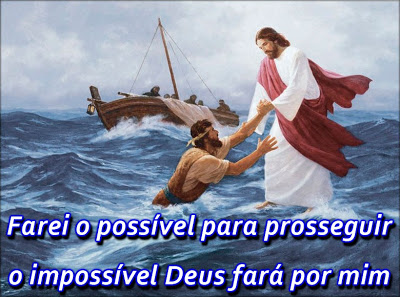 Farei o possível para prosseguir
o impossível Deus fará por mim